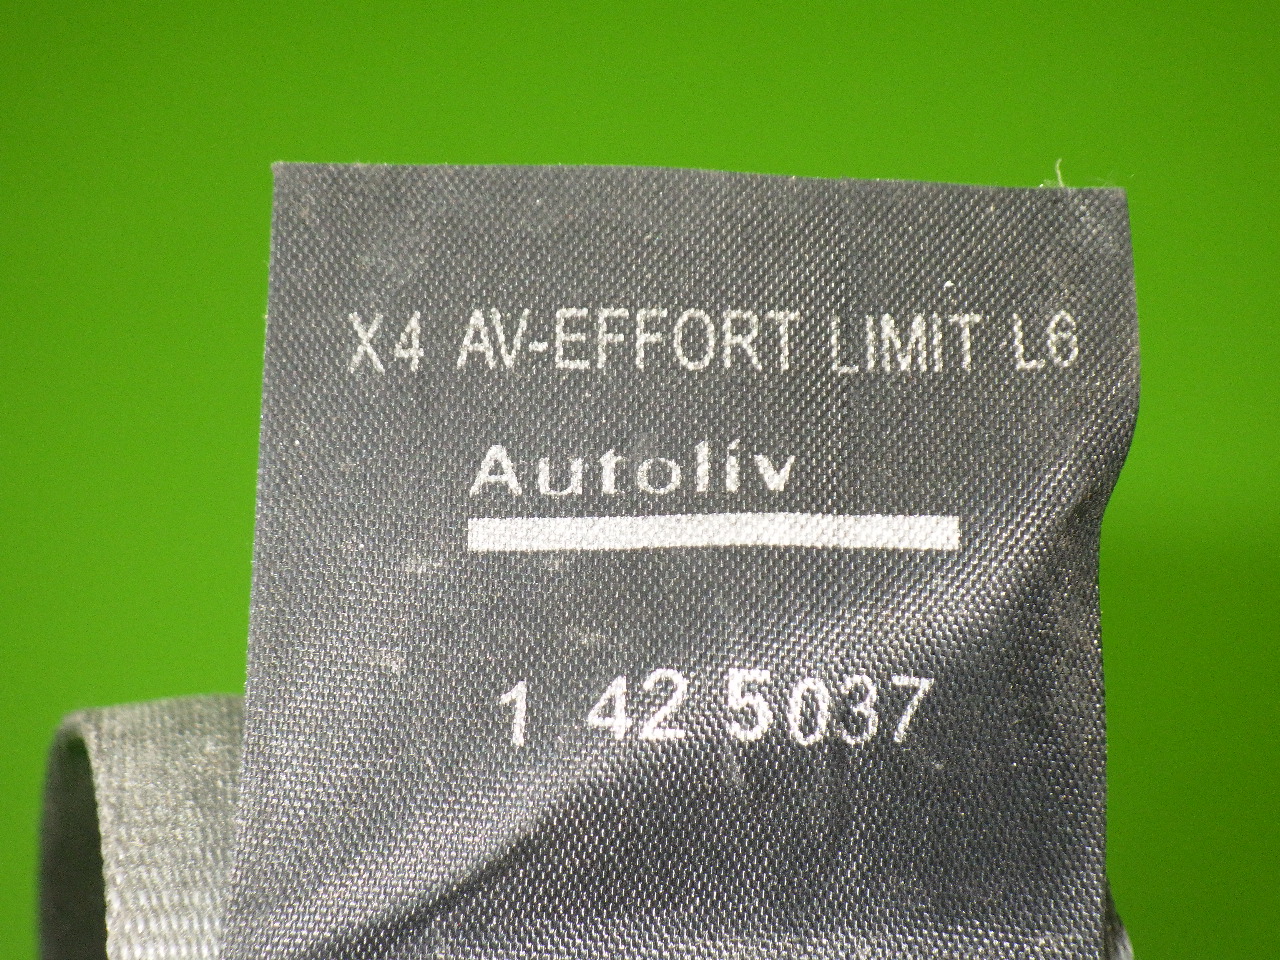 X4 AV-EFFORT LIMIT L6
Autoliv
1 42 5037